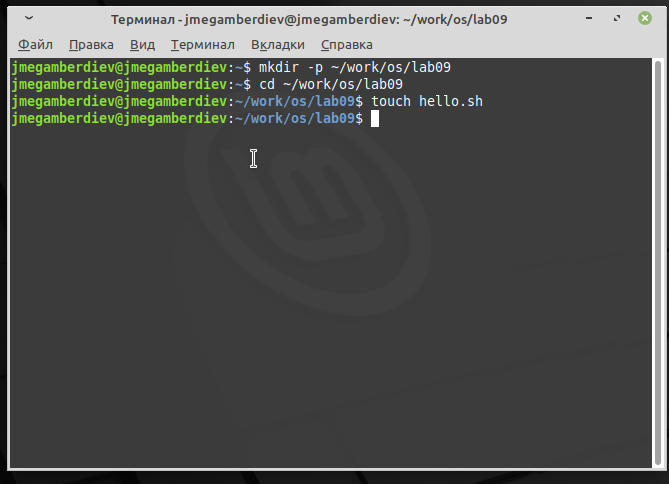 Терминал - jmegamberdiev@jmegamberdiev: ~/work/os/lab09
Файл Правка Вид Терминал Вкладки Справка
jmegamberdiev@jmegamberdiev:~$ mkdir -p ~/work/os/lab09
jmegamberdiev@jmegamberdiev:~$ cd ~/work/os/lab09
jmegamberdiev@jmegamberdiev:~/work/os/lab09$ touch hello.sh
jmegamberdiev@jmegamberdiev:~/work/os/lab09$